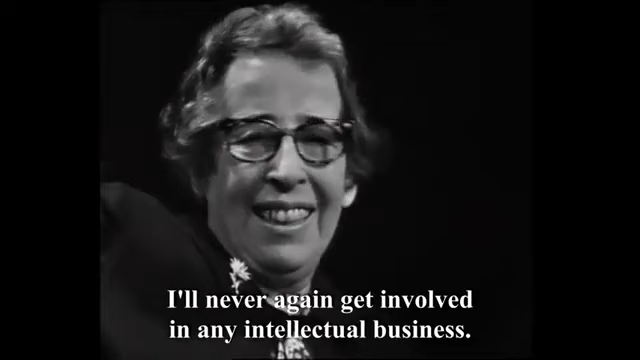 I'll never again get involved
in any intellectual business.